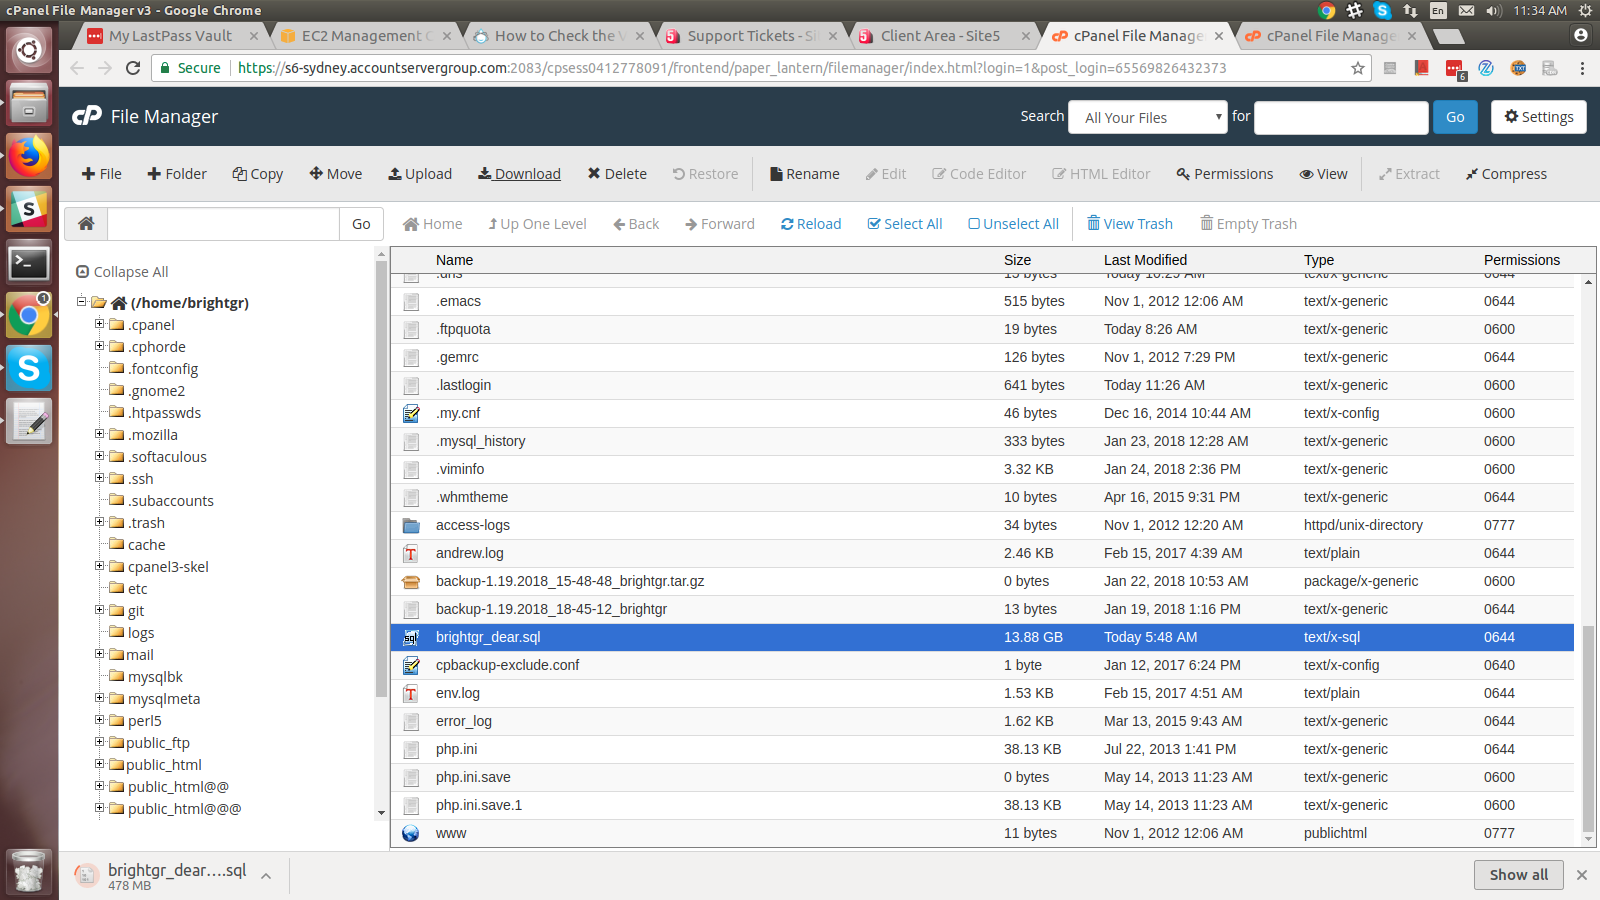 cPanel File Manager v3 - Google Chrome
En
11:34 AM
My LastPass Vault
EC2 Management C
How to Check the V
Support Tickets - Si
Client Area - Site5
cPanel File Manage
cPanel File Manage
Secure
https://s6-sydney.accountservergroup.com:2083/cpsess0412778091/frontend/paper_lantern/filemanager/index.html?login=1&post_login=65569826432373
6
cP File Manager
Search
All Your Files
for
Go
Settings
File
Folder
Copy
Move
Upload
Download
Delete
Restore
Rename
Edit
Code Editor
HTML Editor
Permissions
View
Extract
Compress
Go
Home
Up One Level
Back
Forward
Reload
Select All
Unselect All
View Trash
Empty Trash
Collapse All
(/home/brightgr)
.cpanel
.cphorde
.fontconfig
.gnome2
.htpasswds
.mozilla
.softaculous
.ssh
.subaccounts
.trash
cache
cpanel3-skel
etc
git
logs
mail
mysqlbk
mysqlmeta
perl5
public_ftp
public_html
public_html@@
public_html@@@
Name Size Last Modified Type Permissions
.dns 15 bytes Today 10:25 AM text/x-generic 0644
.emacs 515 bytes Nov 1, 2012 12:06 AM text/x-generic 0644
.ftpquota 19 bytes Today 8:26 AM text/x-generic 0600
.gemrc 126 bytes Nov 1, 2012 7:29 PM text/x-generic 0644
.lastlogin 641 bytes Today 11:26 AM text/x-generic 0600
.my.cnf 46 bytes Dec 16, 2014 10:44 AM text/x-config 0600
.mysql_history 333 bytes Jan 23, 2018 12:28 AM text/x-generic 0600
.viminfo 3.32 KB Jan 24, 2018 2:36 PM text/x-generic 0600
.whmtheme 10 bytes Apr 16, 2015 9:31 PM text/x-generic 0644
access-logs 34 bytes Nov 1, 2012 12:20 AM httpd/unix-directory 0777
andrew.log 2.46 KB Feb 15, 2017 4:39 AM text/plain 0644
backup-1.19.2018_15-48-48_brightgr.tar.gz 0 bytes Jan 22, 2018 10:53 AM package/x-generic 0600
backup-1.19.2018_18-45-12_brightgr 13 bytes Jan 19, 2018 1:16 PM text/x-generic 0644
brightgr_dear.sql 13.88 GB Today 5:48 AM text/x-sql 0644
cpbackup-exclude.conf 1 byte Jan 12, 2017 6:24 PM text/x-config 0640
env.log 1.53 KB Feb 15, 2017 4:51 AM text/plain 0644
error_log 1.62 KB Mar 13, 2015 9:43 AM text/x-generic 0644
php.ini 38.13 KB Jul 22, 2013 1:41 PM text/x-generic 0644
php.ini.save 0 bytes May 14, 2013 11:23 AM text/x-generic 0600
php.ini.save.1 38.13 KB May 14, 2013 11:23 AM text/x-generic 0600
www 11 bytes Nov 1, 2012 12:06 AM publichtml 0777
brightgr_dear....sql
478 MB
Show all